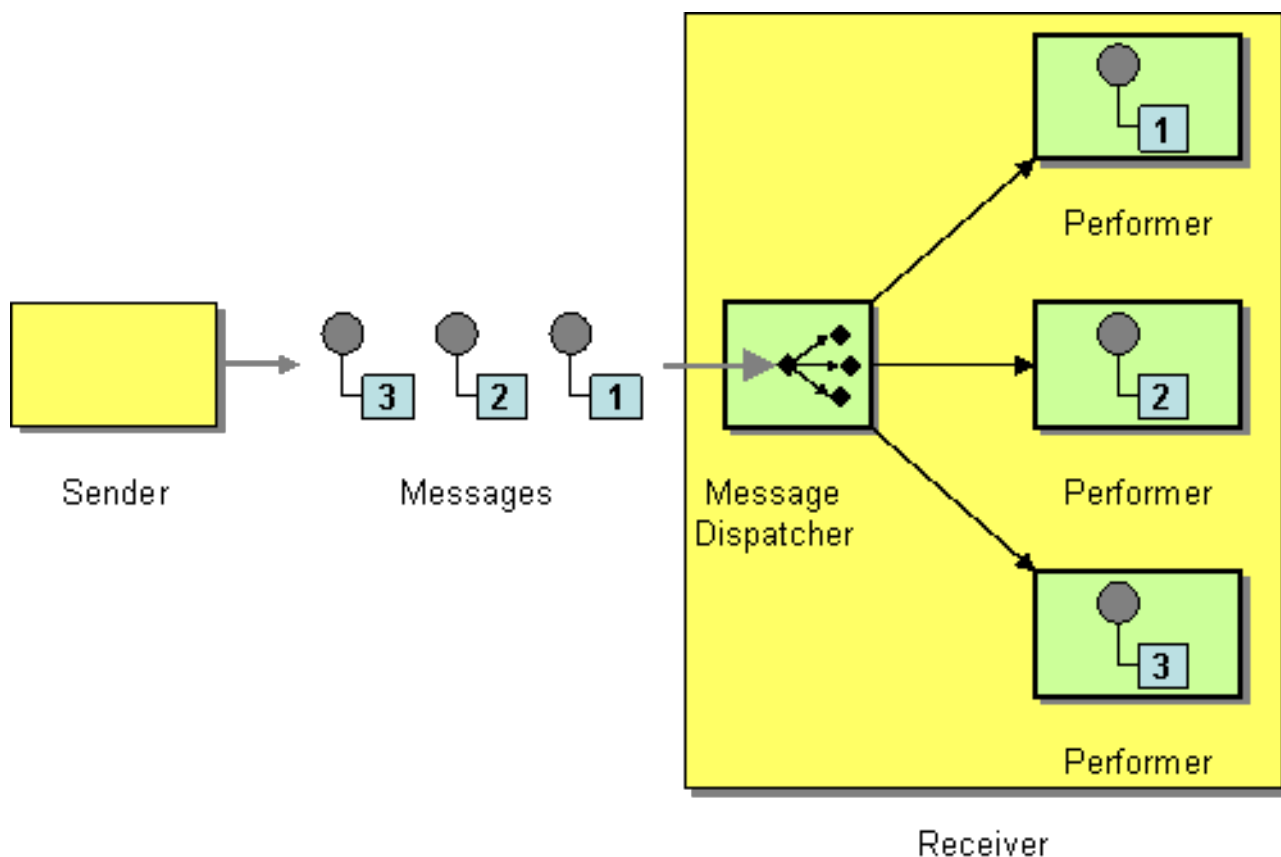 1
Performer
3 2 1
2
Sender
Messages
Message
Dispatcher
Performer
3
Performer
Receiver